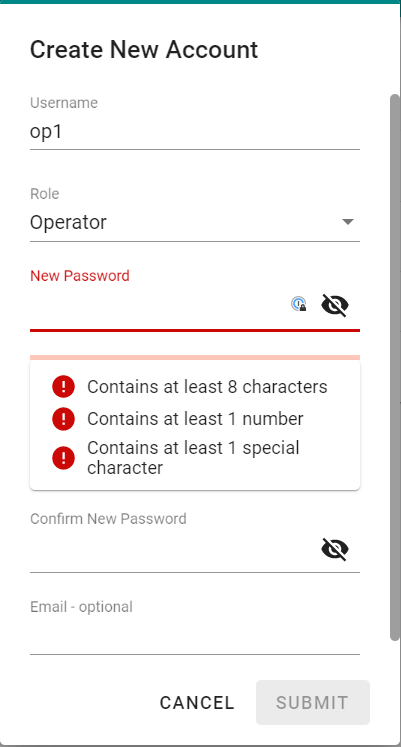 Create New Account
Username
op1
Role
Operator
New Password
Contains at least 8 characters
Contains at least 1 number
Contains at least 1 special
character
Confirm New Password
Email - optional
CANCEL SUBMIT